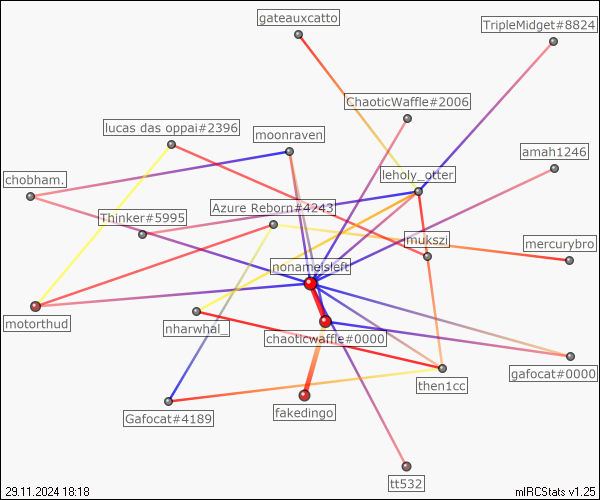 gateauxcatto
TripleMidget#8824
ChaoticWaffle#2006
lucas das oppai#2396
moonraven
amah1246
chobham.
leholy_otter
Azure Reborn#4243
Thinker#5995
mukszi
mercurybro
nonameisleft
motorthud
nharwhal_
chaoticwaffle#0000
gafocat#0000
then1cc
Gafocat#4189
fakedingo
tt532
29.11.2024 18:18
mIRCStats v1.25